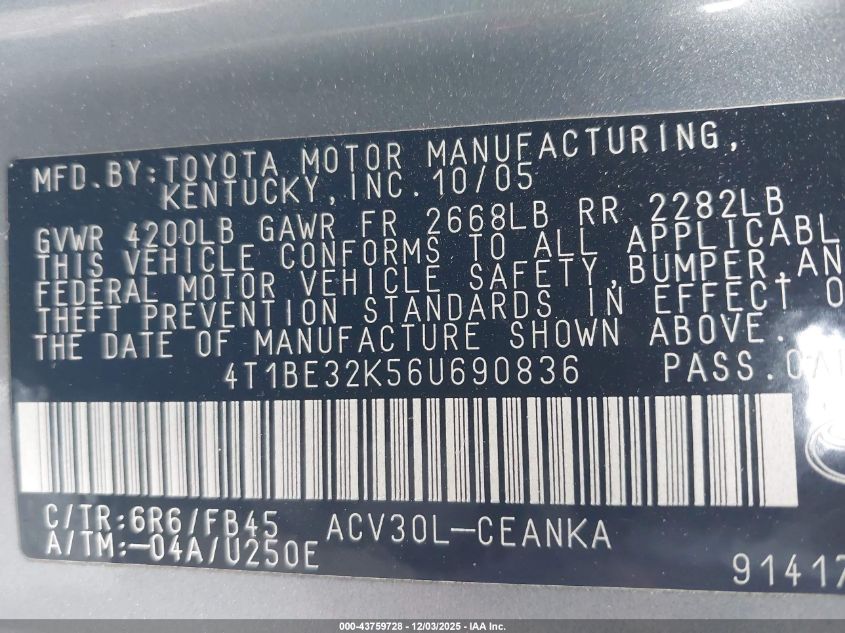 MFD.BY:TOYOTA MOTOR MANUFACTURING,
KENTUCKY,INC.10/05
GVWR 4200LB GAWR FR 2668LB RR 2282LB
THIS VEHICLE CONFORMS TO ALL APPLICABL
FEDERAL MOTOR VEHICLE SAFETY,BUMPER,AN
THEFT PREVENTION STANDARDS IN EFFECT O
THE DATE OF MANUFACTURE SHOWN ABOVE.
4T1BE32K56U690836 PASS.CA
C/TR:6R6/FB45 ACV30L-CEANKA
A/TM:-04A/U250E
91417
000-43759728 - 12/03/2025 - IAA Inc.